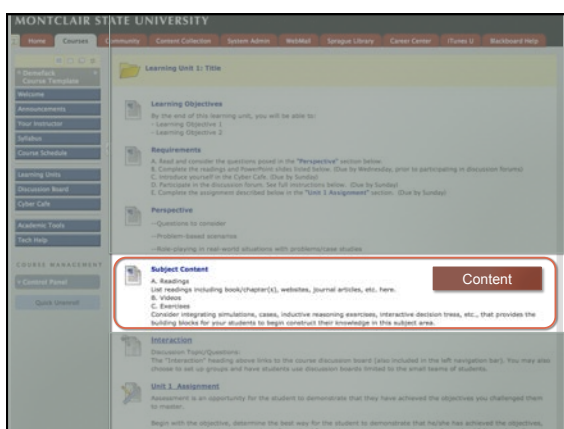 MONTCLAIR STATE UNIVERSITY
Home Courses Community Content Collection System Admin WebMail Sprague Library Career Center iTunes U Blackboard Help
Learning Unit 1: Title
Course Template
Welcome
Announcements
Your Instructor
Syllabus
Course Schedule
Learning Units
Discussion Board
Cyber Cafe
Academic Tools
Tech Help
COURSE MANAGEMENT
Control Panel
Quick Unenroll
Learning Objectives
By the end of this learning unit, you will be able to:
- Learning Objective 1
- Learning Objective 2
Requirements
A. Read and consider the questions posed in the "Perspective" section below.
B. Complete the readings and PowerPoint slides listed below. (Due by Wednesday, prior to participating in discussion forums)
C. Introduce yourself in the Cyber Cafe. (Due by Sunday)
D. Participate in the discussion forum. See full instructions below. (Due by Sunday)
E. Complete the assignment described below in the "Unit 1 Assignment" section. (Due by Sunday)
Perspective
--Questions to consider
--Problem-based scenarios
--Role-playing in real-world situations with problems/case studies
Subject Content
Content
A. Readings
List readings including book/chapter(s), websites, journal articles, etc. here.
B. Videos
C. Exercises
Consider integrating simulations, cases, inductive reasoning exercises, interactive decision trees, etc., that provides the
building blocks for your students to begin construct their knowledge in this subject area.
Interaction
Discussion Topic/Questions:
The "Interaction" heading above links to the course discussion board (also included in the left navigation bar). You may also
choose to set up groups and have students use discussion boards limited to the small teams of students.
Unit 1 Assignment
Assessment is an opportunity for the student to demonstrate that they have achieved the objectives you challenged them
to master.
Begin with the objective, determine the best way for the student to demonstrate that he/she has achieved the objectives,